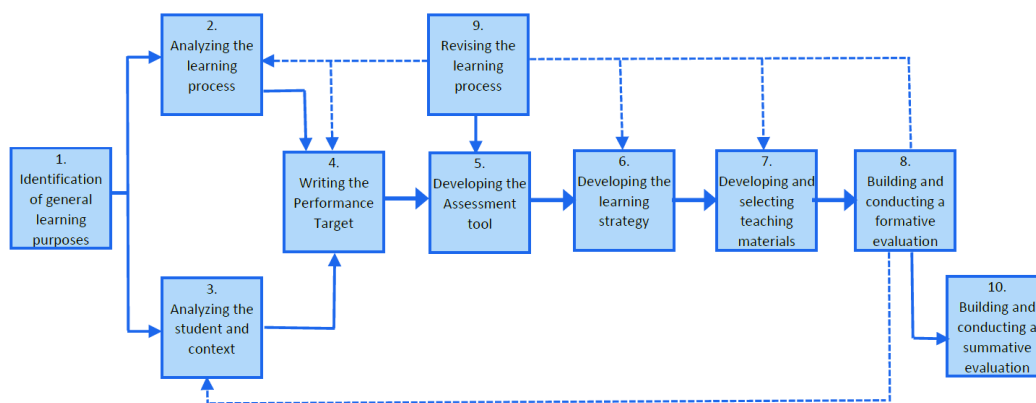 1.
Identification
of general
learning
purposes
2.
Analyzing the
learning
process
3.
Analyzing the
student and
context
4.
Writing the
Performance
Target
9.
Revising the
learning
process
5.
Developing the
Assessment
tool
6.
Developing the
learning
strategy
7.
Developing and
selecting
teaching
materials
8.
Building and
conducting a
formative
evaluation
10.
Building and
conducting a
summative
evaluation